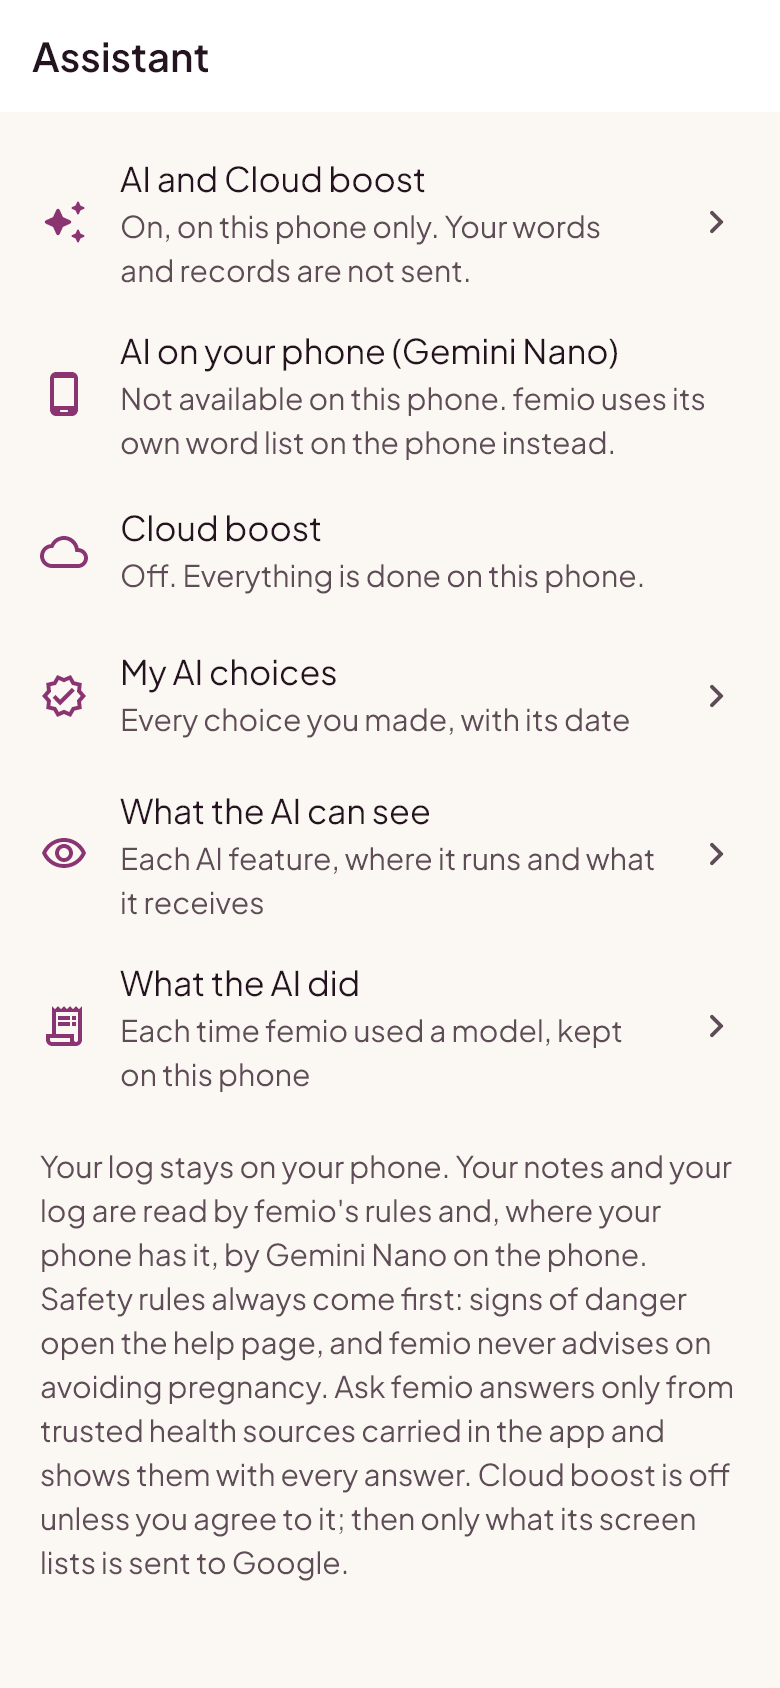 Assistant
AI and Cloud boost
On, on this phone only. Your words
and records are not sent.
AI on your phone (Gemini Nano)
Not available on this phone. femio uses its
own word list on the phone instead.
Cloud boost
Off. Everything is done on this phone.
My AI choices
Every choice you made, with its date
What the AI can see
Each AI feature, where it runs and what
it receives
What the AI did
Each time femio used a model, kept
on this phone
Your log stays on your phone. Your notes and your
log are read by femio's rules and, where your
phone has it, by Gemini Nano on the phone.
Safety rules always come first: signs of danger
open the help page, and femio never advises on
avoiding pregnancy. Ask femio answers only from
trusted health sources carried in the app and
shows them with every answer. Cloud boost is off
unless you agree to it; then only what its screen
lists is sent to Google.